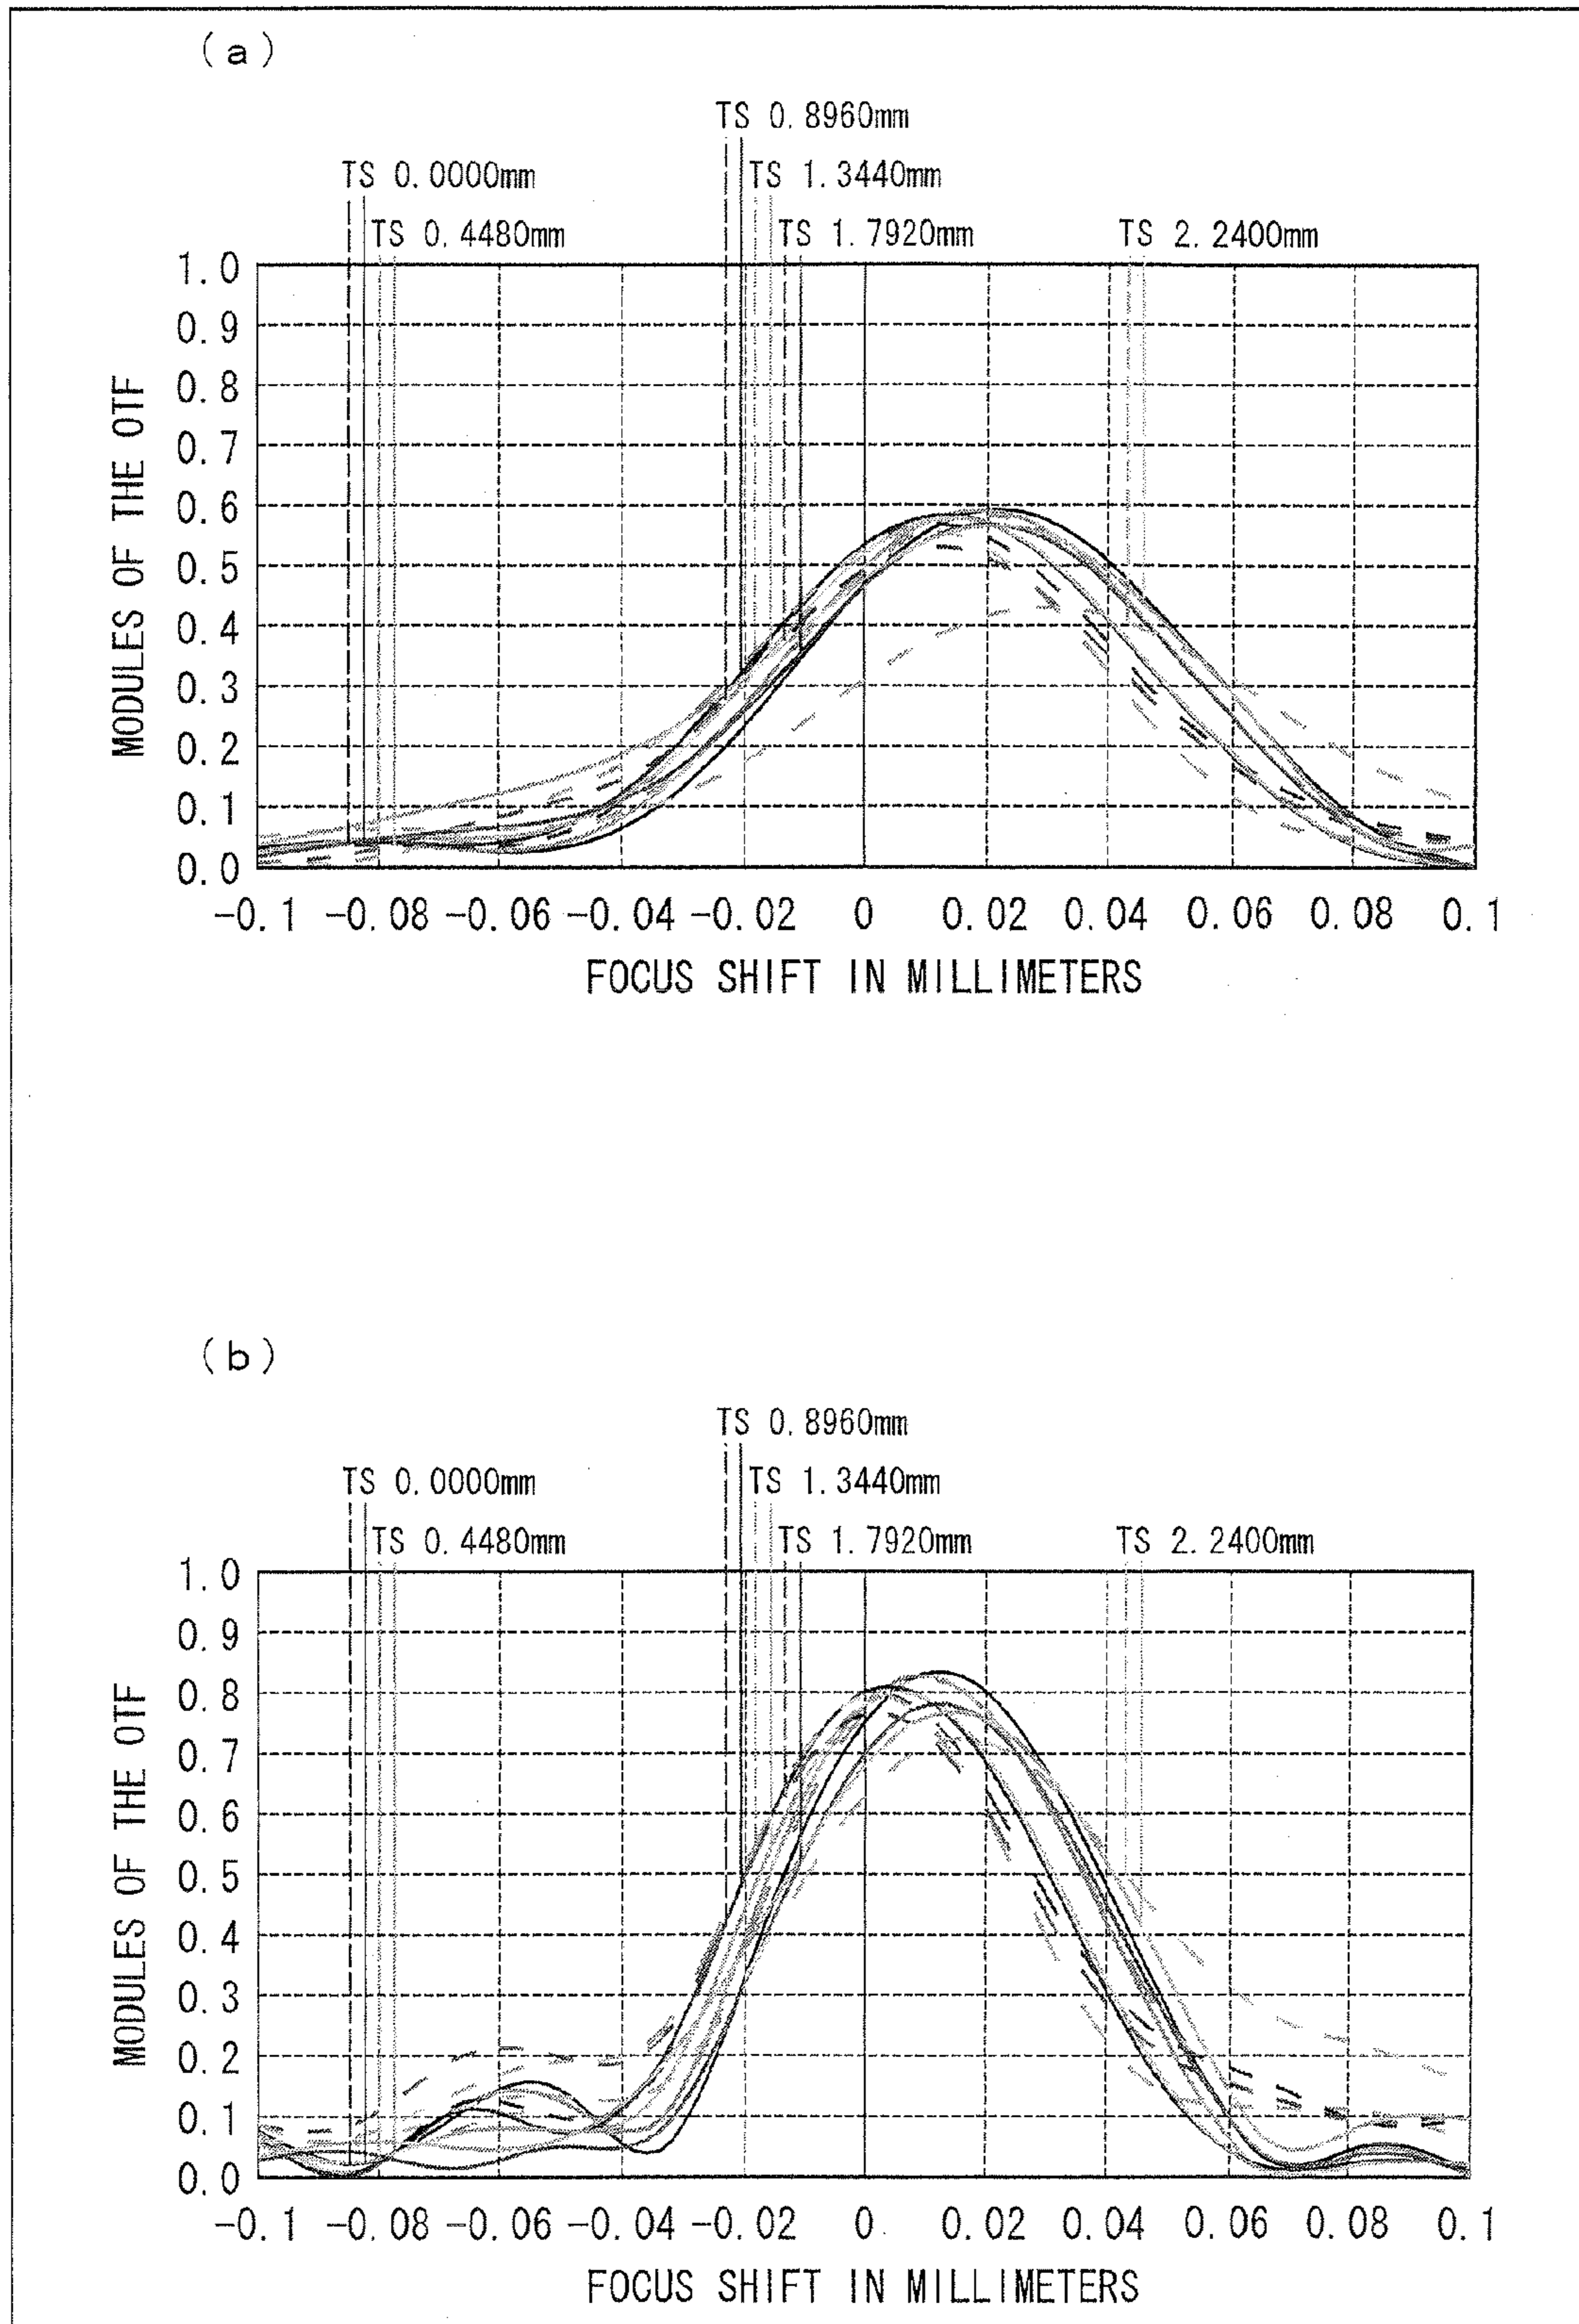 (a)
TS 0.8960mm
TS 0.0000mm TS 1.3440mm
TS 0.4480mm TS 1.7920mm TS 2.2400mm
1.0
0.9
0.8
0.7
0.6
0.5
0.4
0.3
0.2
0.1
0.0
MODULES OF THE OTF
-0.1 -0.08 -0.06 -0.04 -0.02 0 0.02 0.04 0.06 0.08 0.1
FOCUS SHIFT IN MILLIMETERS
(b)
TS 0.8960mm
TS 0.0000mm TS 1.3440mm
TS 0.4480mm TS 1.7920mm TS 2.2400mm
1.0
0.9
0.8
0.7
0.6
0.5
0.4
0.3
0.2
0.1
0.0
MODULES OF THE OTF
-0.1 -0.08 -0.06 -0.04 -0.02 0 0.02 0.04 0.06 0.08 0.1
FOCUS SHIFT IN MILLIMETERS